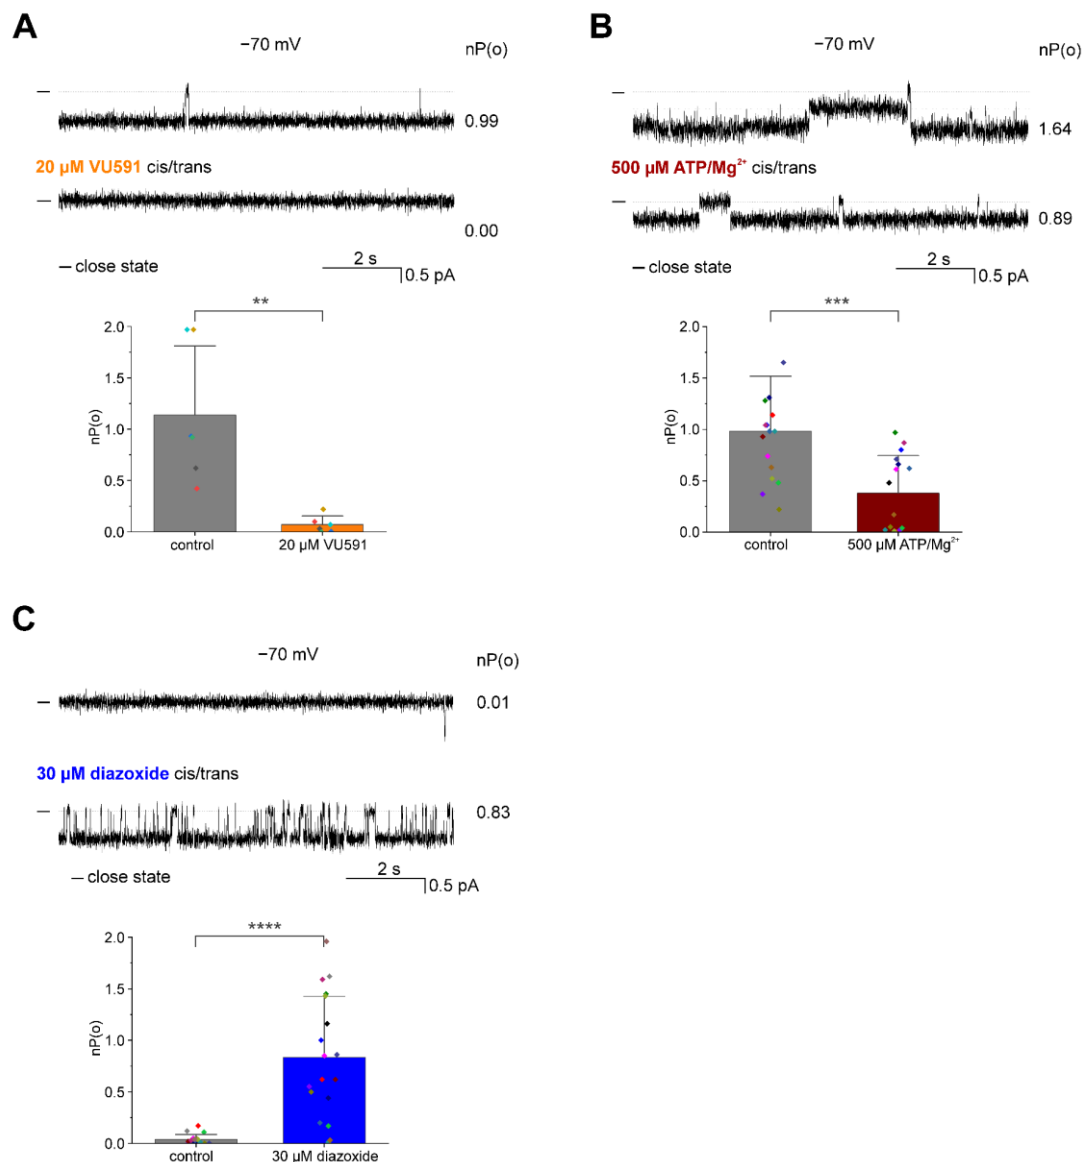 A
−70 mV
nP(o)
0.99
20 µM VU591 cis/trans
0.00
close state
2 s
0.5 pA
**
2.0
1.5
1.0
0.5
0.0
nP(o)
control
20 µM VU591
B
−70 mV
nP(o)
1.64
500 µM ATP/Mg²⁺ cis/trans
0.89
close state
2 s
0.5 pA
***
2.0
1.5
1.0
0.5
0.0
nP(o)
control
500 µM ATP/Mg²⁺
C
−70 mV
nP(o)
0.01
30 µM diazoxide cis/trans
0.83
close state
2 s
0.5 pA
****
2.0
1.5
1.0
0.5
0.0
nP(o)
control
30 µM diazoxide